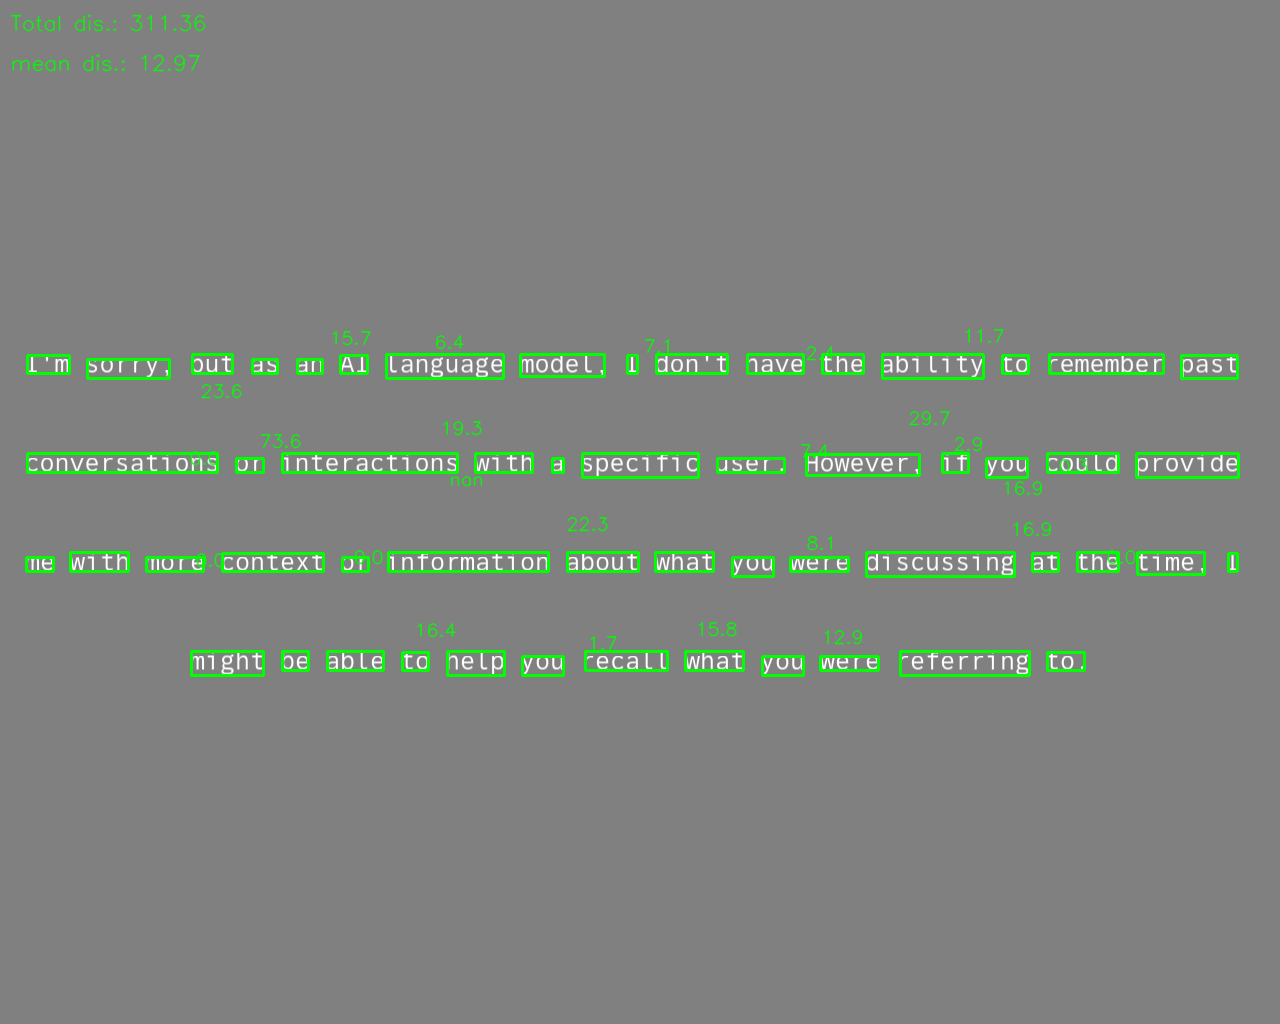 Total dis.: 311.36
mean dis.: 12.97
15.7 6.4 7.1 2.4 11.7
I'm sorry, but as an AI language model, I don't have the ability to remember past
23.6 73.6 19.3 7.4 29.7 2.9
conversations or interactions with a specific user. However, if you could provide
nan 16.9
22.3 8.1 16.9
me with more context or information about what you were discussing at the time, I
16.4 1.7 15.8 12.9
might be able to help you recall what you were referring to.